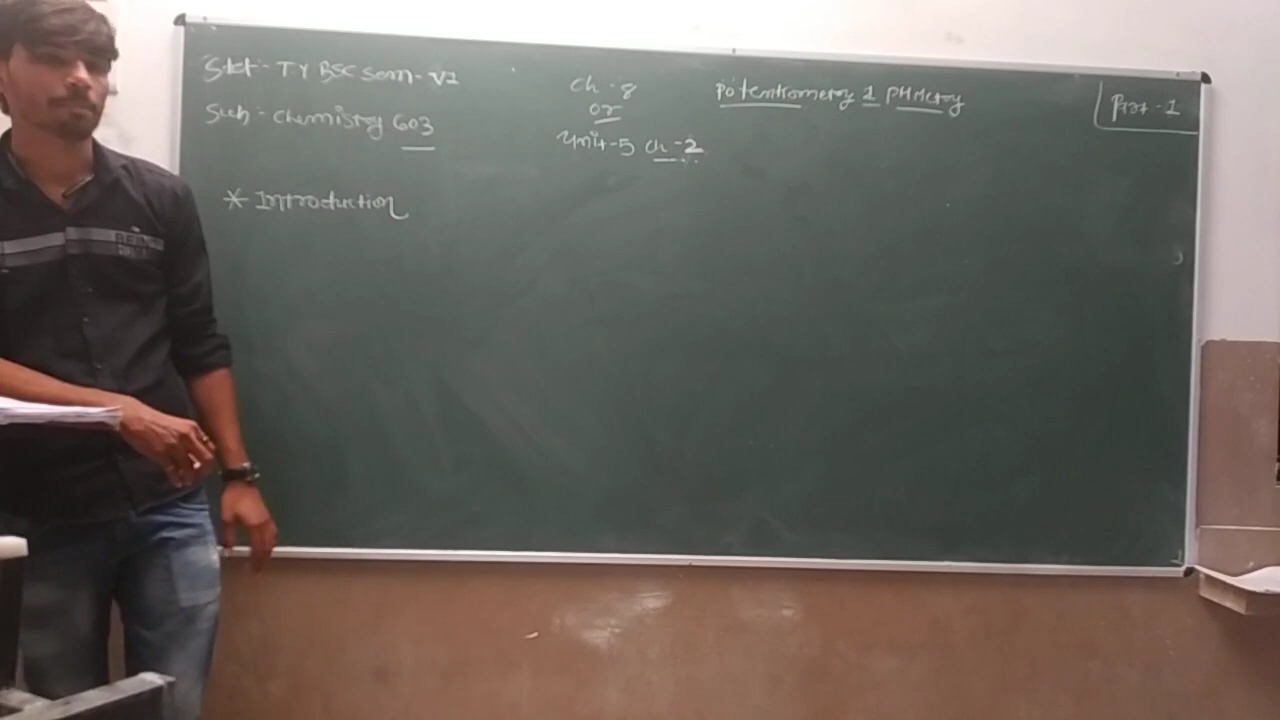 Std - TY BSC Sem - VI
Sub - Chemistry 603
Ch - 8
or
Unit - 5 Ch - 2
Potentiometry 1 PHMetry
Part - 1
* Introduction